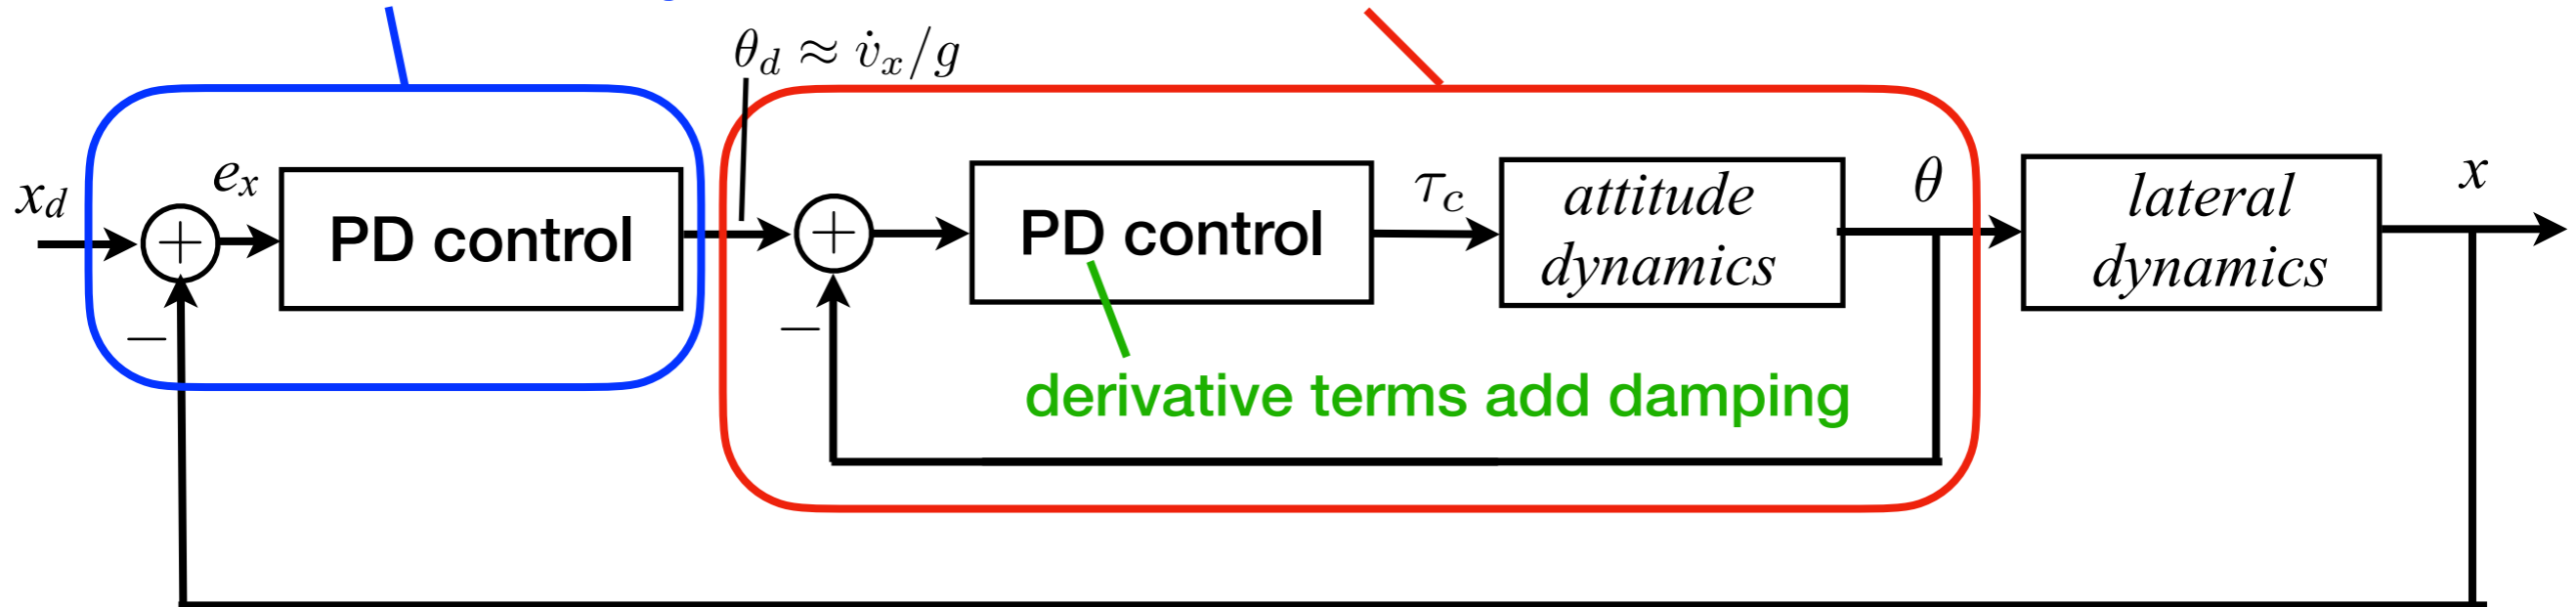 θ_d ≈ v̇_x/g
x_d
e_x
PD control
PD control
τ_c
attitude
dynamics
θ
lateral
dynamics
x
+
+
−
−
derivative terms add damping